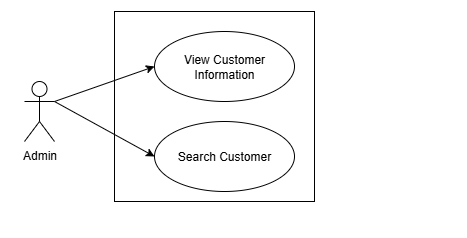 View Customer
Information
Search Customer
Admin